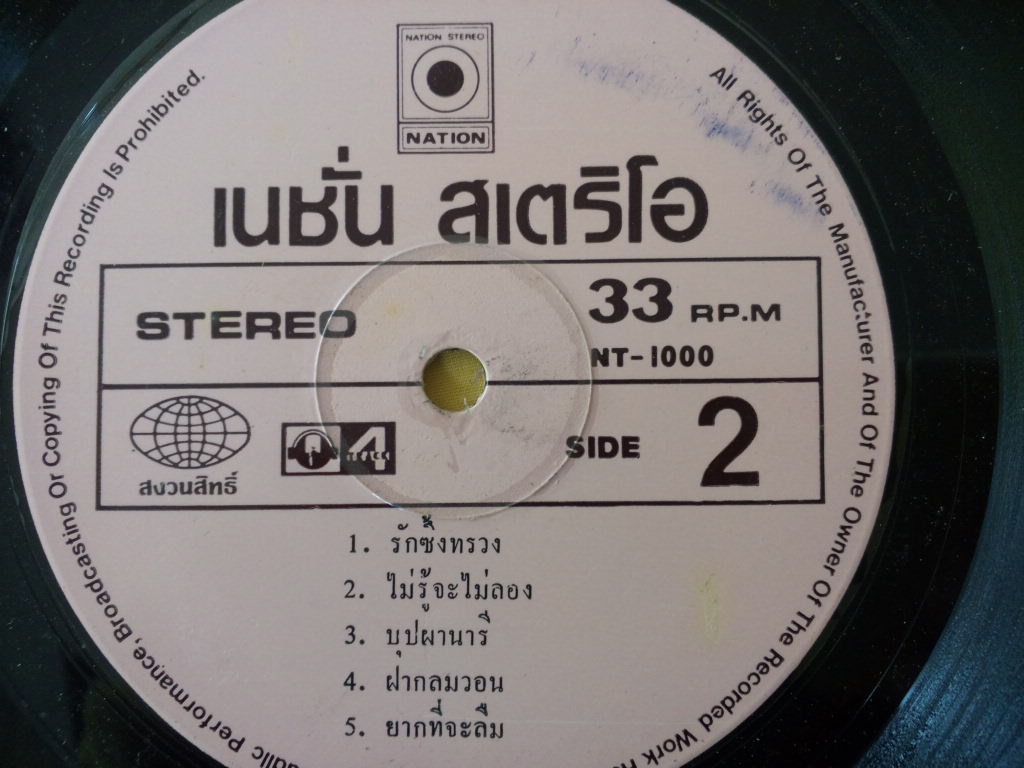 NATION STEREO
NATION
เนชั่น สเตริโอ
STEREO
33 RP.M
NT-1000
สงวนสิทธิ์
4
TRACK
SIDE 2
1. รักซึ้งทรวง
2. ไม่รู้จะไม่ลอง
3. บุปผานารี
4. ฝากลมวอน
5. ยากที่จะลืม
All Rights Of The Manufacturer And Of The Owner Of The Recorded Work
Performance, Broadcasting Or Copying Of This Recording Is Prohibited.